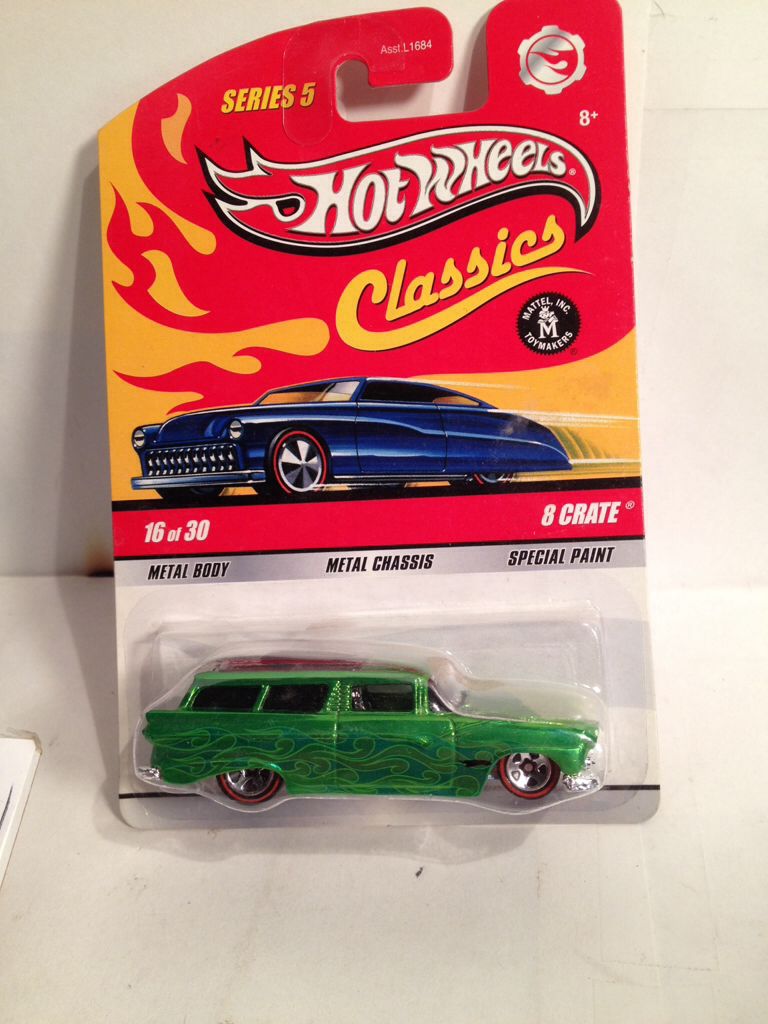 Asst.L1684
SERIES 5
8+
HOT WHEELS®
Classics
MATTEL, INC.
M
TOYMAKERS
®
16 of 30
8 CRATE®
METAL BODY
METAL CHASSIS
SPECIAL PAINT